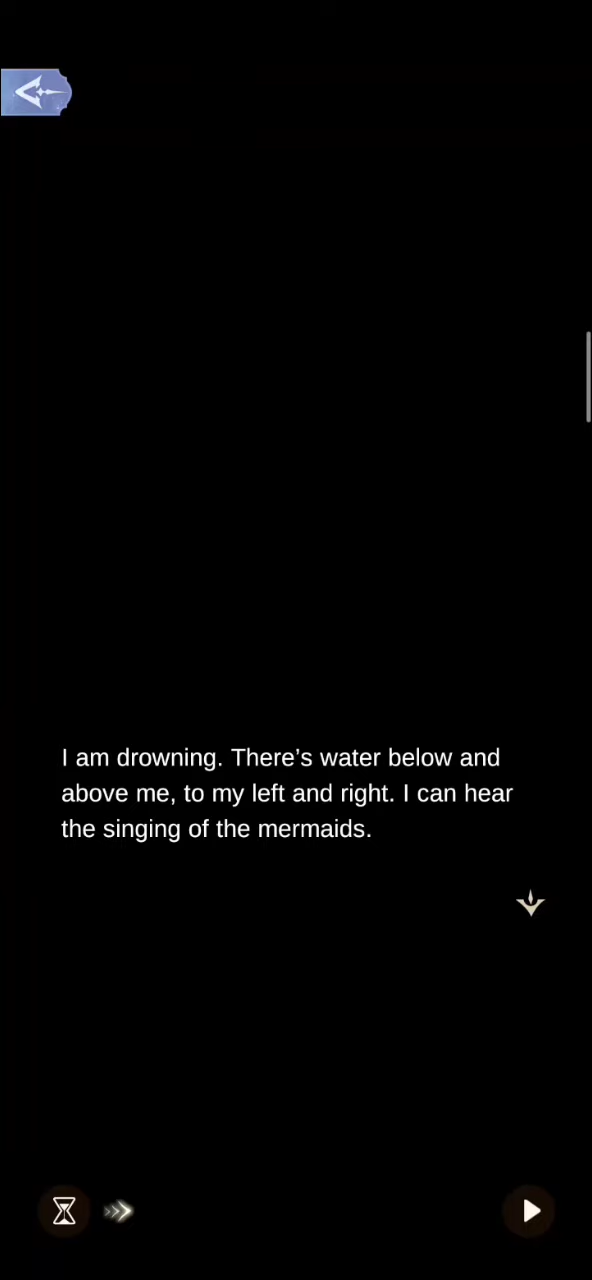 I am drowning. There’s water below and
above me, to my left and right. I can hear
the singing of the mermaids.